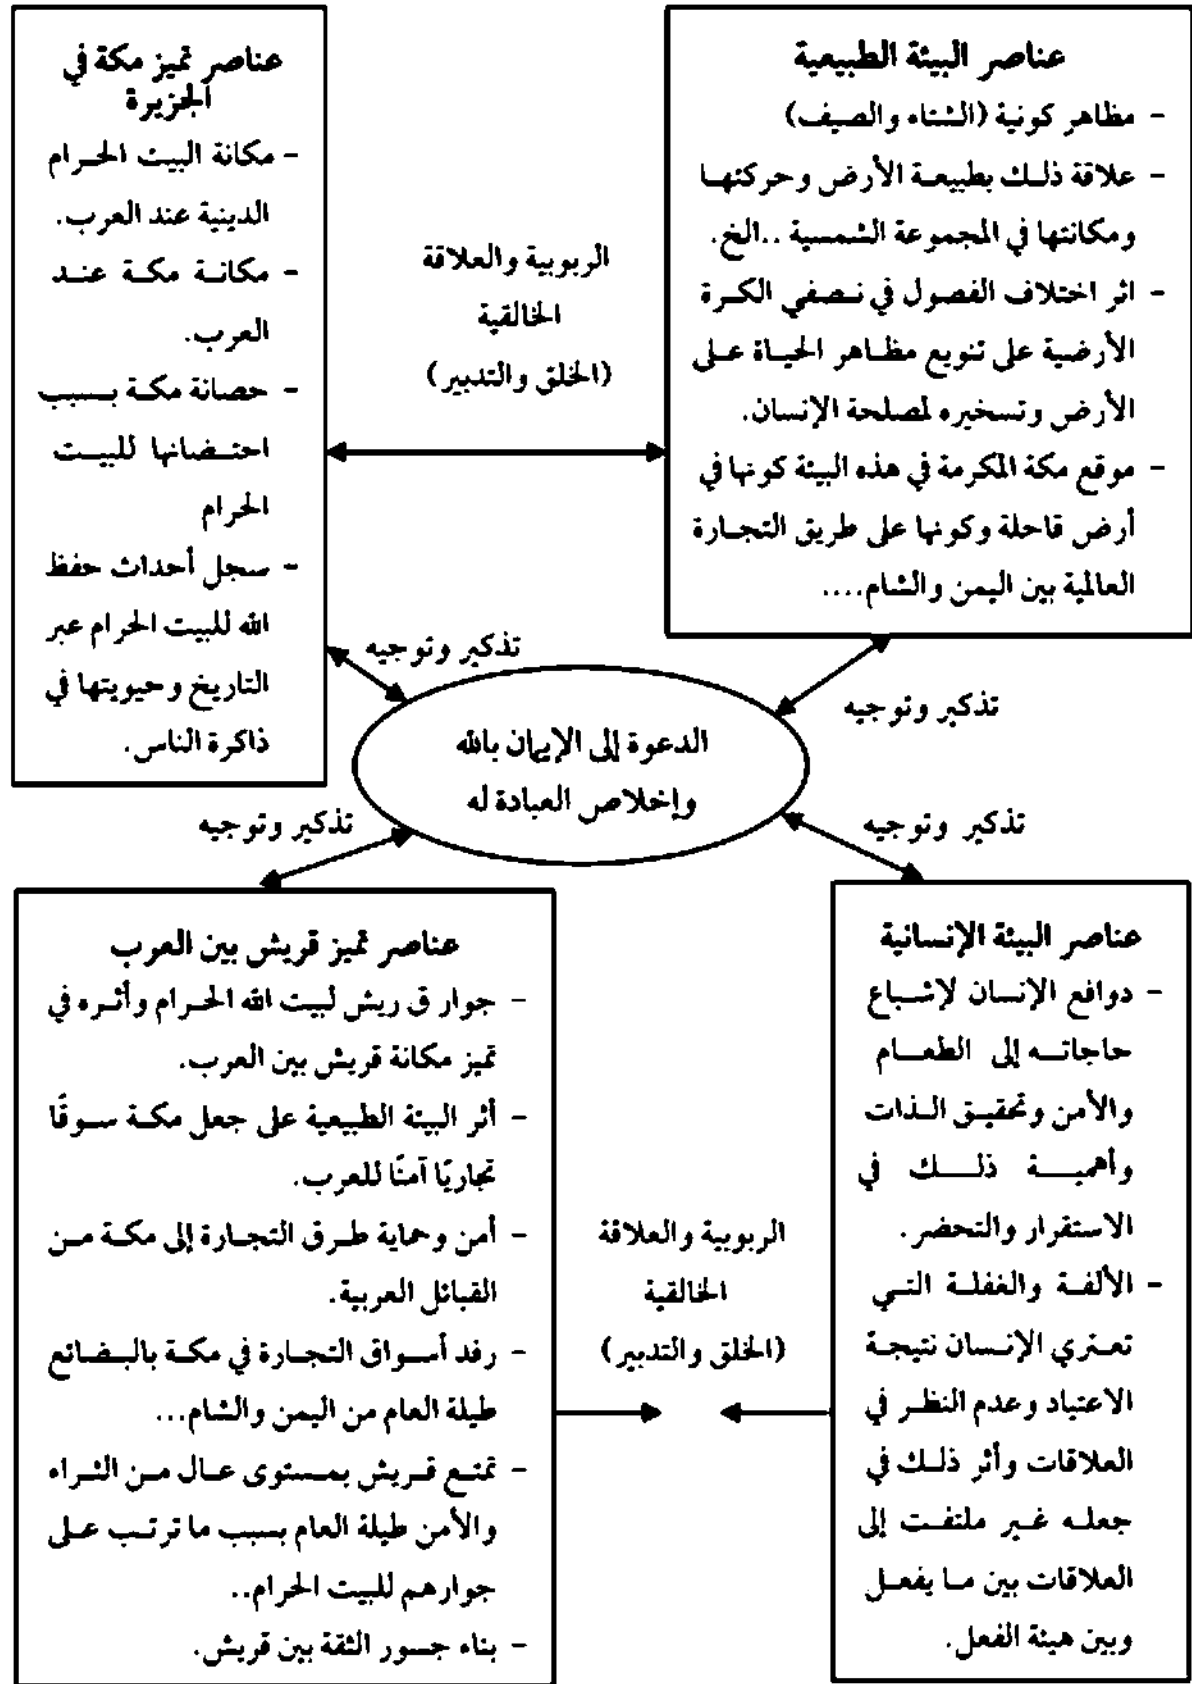 عناصر البيئة الطبيعية
- مظاهر كونية (الشتاء والصيف)
- علاقة ذلك بطبيعة الأرض وحركتها
ومكانتها في المجموعة الشمسية ..الخ.
- اثر اختلاف الفصول في نصفي الكرة
الأرضية على تنويع مظاهر الحياة على
الأرض وتسخيره لمصلحة الإنسان.
- موقع مكة المكرمة في هذه البيئة كونها في
أرض قاحلة وكونها على طريق التجارة
العالمية بين اليمن والشام....
الربوبية والعلاقة
الخالقية
(الخلق والتدبير)
عناصر تميز مكة في
الجزيرة
- مكانة البيت الحرام
الدينية عند العرب.
- مكانة مكة عند
العرب.
- حصانة مكة بسبب
احتضانها للبيت
الحرام
- سجل أحداث حفظ
الله للبيت الحرام عبر
التاريخ وحيويتها في
ذاكرة الناس.
تذكير وتوجيه
تذكير وتوجيه
الدعوة إلى الإيمان بالله
وإخلاص العبادة له
تذكير وتوجيه
تذكير وتوجيه
عناصر البيئة الإنسانية
- دوافع الإنسان لإشباع
حاجاته إلى الطعام
والأمن وتحقيق الذات
وأهمية ذلك في
الاستقرار والتحضر.
- الألفة والغفلة التي
تعتري الإنسان نتيجة
الاعتياد وعدم النظر في
العلاقات وأثر ذلك في
جعله غير ملتفت إلى
العلاقات بين ما يفعل
وبين هيئة الفعل.
الربوبية والعلاقة
الخالقية
(الخلق والتدبير)
عناصر تميز قريش بين العرب
- جوار ق ريش لبيت الله الحرام وأثره في
تميز مكانة قريش بين العرب.
- أثر البيئة الطبيعية على جعل مكة سوقًا
تجاريًا آمنًا للعرب.
- أمن وحماية طرق التجارة إلى مكة من
القبائل العربية.
- رفد أسواق التجارة في مكة بالبضائع
طيلة العام من اليمن والشام...
- تمتع قريش بمستوى عال من الثراء
والأمن طيلة العام بسبب ما ترتب على
جوارهم للبيت الحرام..
- بناء جسور الثقة بين قريش.